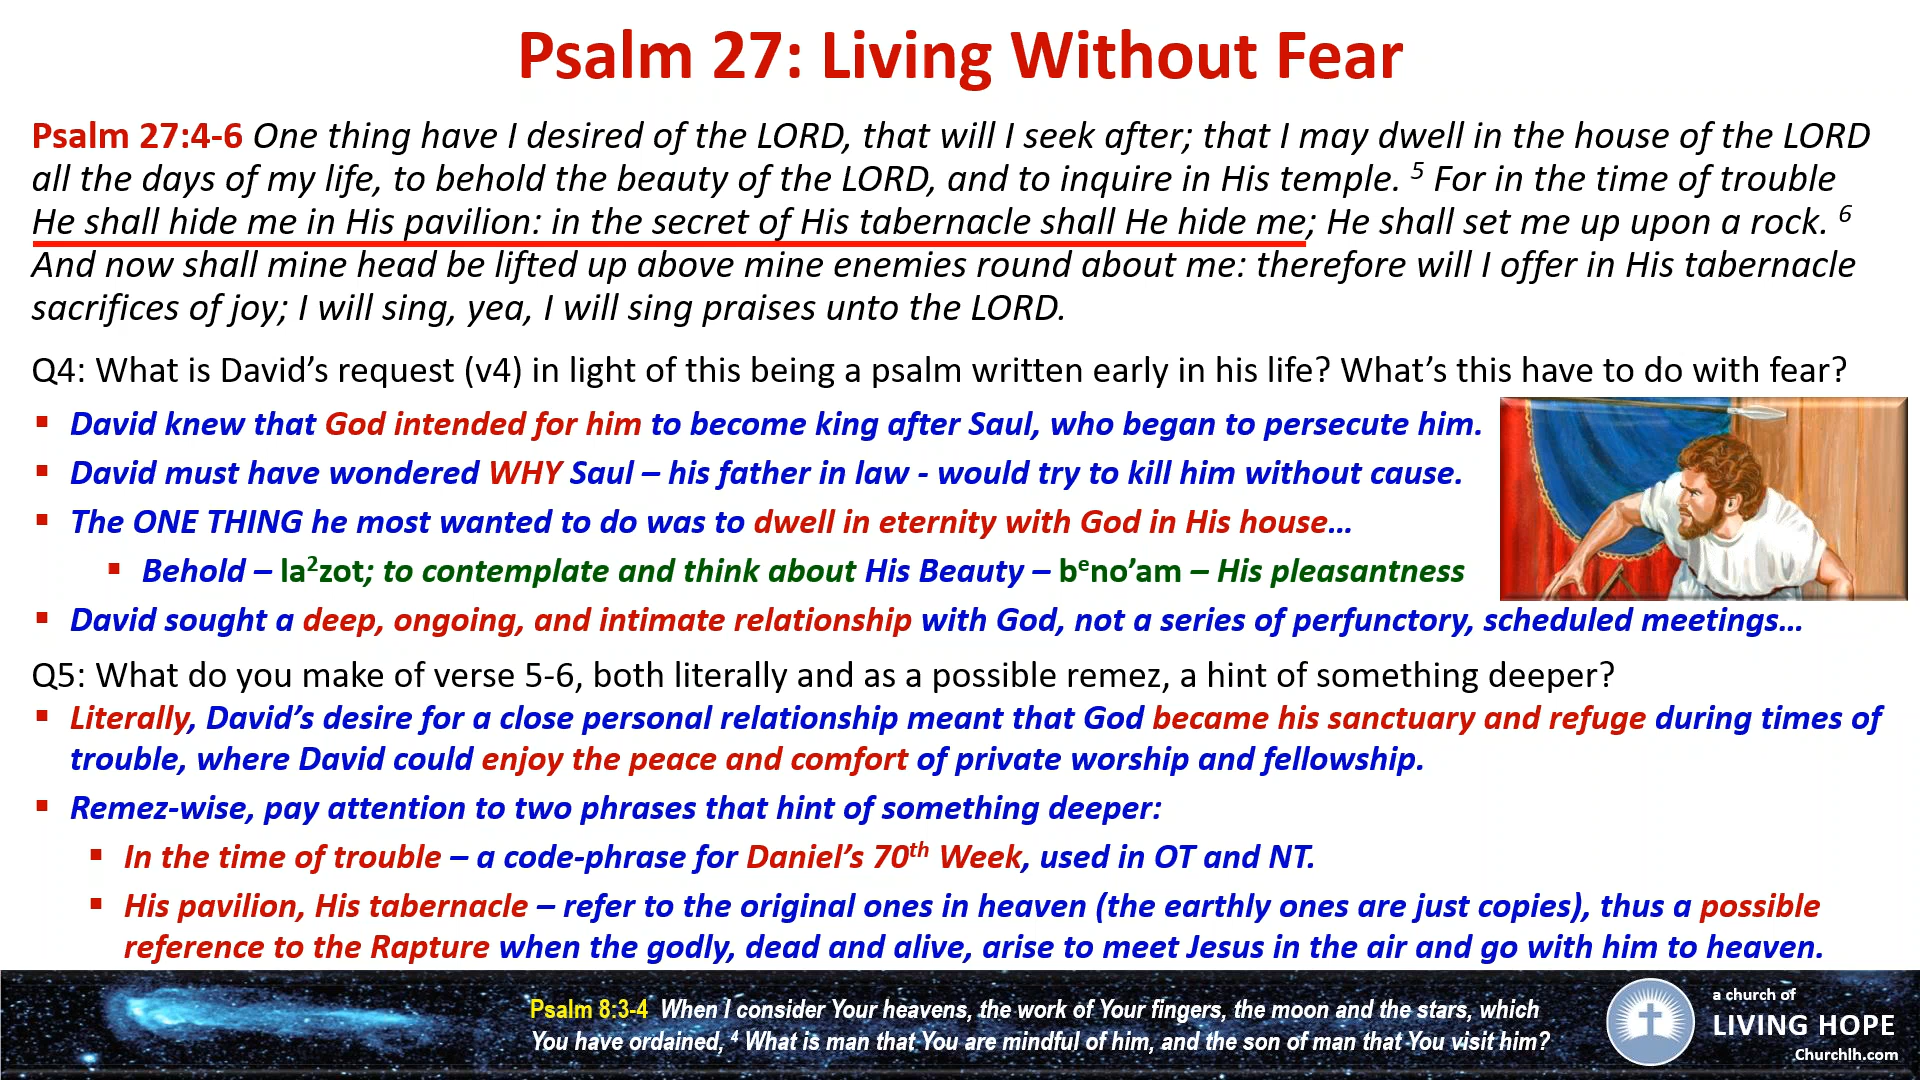 Psalm 27: Living Without Fear
Psalm 27:4-6 One thing have I desired of the LORD, that will I seek after; that I may dwell in the house of the LORD
all the days of my life, to behold the beauty of the LORD, and to inquire in His temple. ⁵ For in the time of trouble
He shall hide me in His pavilion: in the secret of His tabernacle shall He hide me; He shall set me up upon a rock. ⁶
And now shall mine head be lifted up above mine enemies round about me: therefore will I offer in His tabernacle
sacrifices of joy; I will sing, yea, I will sing praises unto the LORD.
Q4: What is David’s request (v4) in light of this being a psalm written early in his life? What’s this have to do with fear?
▪ David knew that God intended for him to become king after Saul, who began to persecute him.
▪ David must have wondered WHY Saul – his father in law - would try to kill him without cause.
▪ The ONE THING he most wanted to do was to dwell in eternity with God in His house…
▪ Behold – la²zot; to contemplate and think about His Beauty – bᵉno’am – His pleasantness
▪ David sought a deep, ongoing, and intimate relationship with God, not a series of perfunctory, scheduled meetings…
Q5: What do you make of verse 5-6, both literally and as a possible remez, a hint of something deeper?
▪ Literally, David’s desire for a close personal relationship meant that God became his sanctuary and refuge during times of
trouble, where David could enjoy the peace and comfort of private worship and fellowship.
▪ Remez-wise, pay attention to two phrases that hint of something deeper:
▪ In the time of trouble – a code-phrase for Daniel’s 70th Week, used in OT and NT.
▪ His pavilion, His tabernacle – refer to the original ones in heaven (the earthly ones are just copies), thus a possible
reference to the Rapture when the godly, dead and alive, arise to meet Jesus in the air and go with him to heaven.
Psalm 8:3-4 When I consider Your heavens, the work of Your fingers, the moon and the stars, which
You have ordained, ⁴ What is man that You are mindful of him, and the son of man that You visit him?
a church of
LIVING HOPE
Churchlh.com